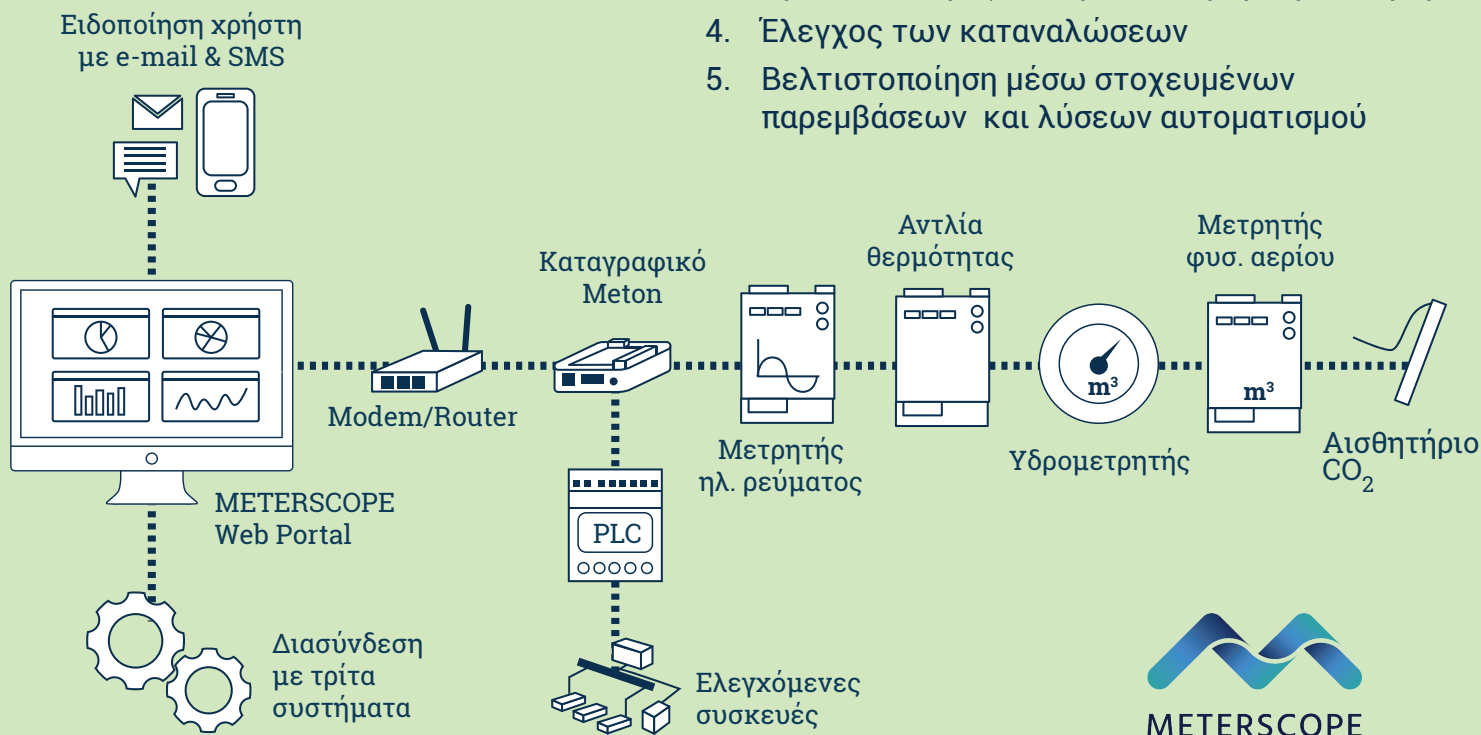 Ειδοποίηση χρήστη
με e-mail & SMS
4. Έλεγχος των καταναλώσεων
5. Βελτιστοποίηση μέσω στοχευμένων
παρεμβάσεων και λύσεων αυτοματισμού
Καταγραφικό
Meton
Αντλία
θερμότητας
Μετρητής
φυσ. αερίου
m³
m³
Modem/Router
Μετρητής
ηλ. ρεύματος
Υδρομετρητής
Αισθητήριο
CO₂
METERSCOPE
Web Portal
PLC
Διασύνδεση
με τρίτα
συστήματα
Ελεγχόμενες
συσκευές
METERSCOPE